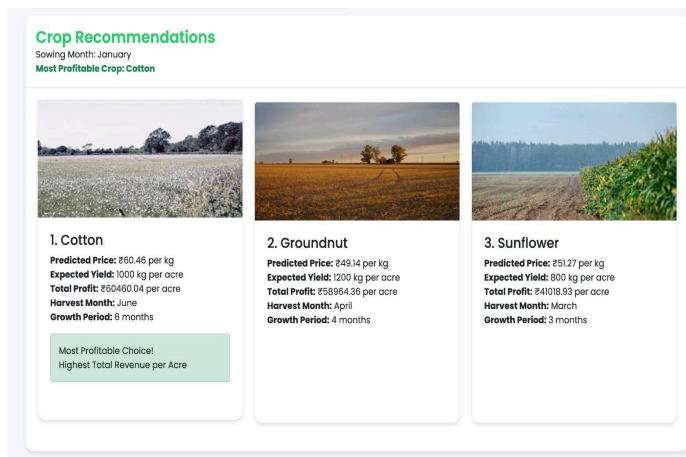 Crop Recommendations
Sowing Month: January
Most Profitable Crop: Cotton
1. Cotton
Predicted Price: ₹60.46 per kg
Expected Yield: 1000 kg per acre
Total Profit: ₹60460.04 per acre
Harvest Month: June
Growth Period: 6 months
Most Profitable Choice!
Highest Total Revenue per Acre
2. Groundnut
Predicted Price: ₹49.14 per kg
Expected Yield: 1200 kg per acre
Total Profit: ₹58964.36 per acre
Harvest Month: April
Growth Period: 4 months
3. Sunflower
Predicted Price: ₹51.27 per kg
Expected Yield: 800 kg per acre
Total Profit: ₹41018.93 per acre
Harvest Month: March
Growth Period: 3 months